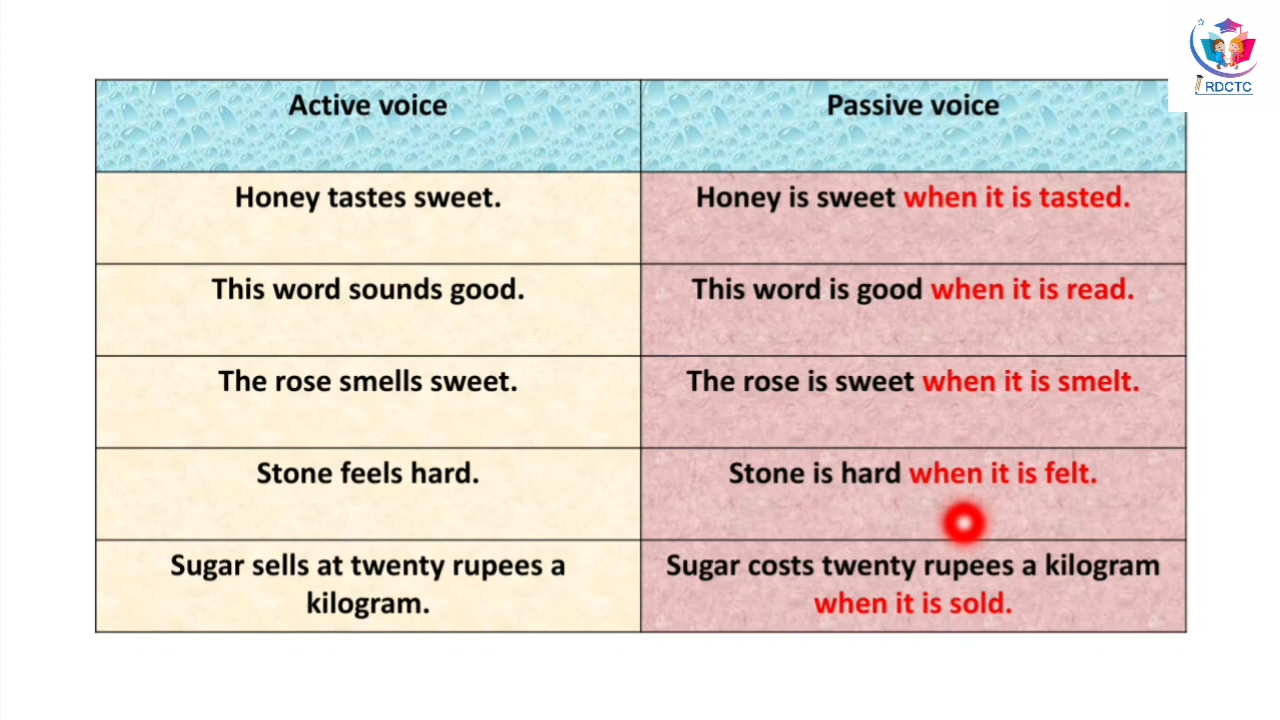 RDCTC
Active voice
Passive voice
Honey tastes sweet.
Honey is sweet when it is tasted.
This word sounds good.
This word is good when it is read.
The rose smells sweet.
The rose is sweet when it is smelt.
Stone feels hard.
Stone is hard when it is felt.
Sugar sells at twenty rupees a
kilogram.
Sugar costs twenty rupees a kilogram
when it is sold.